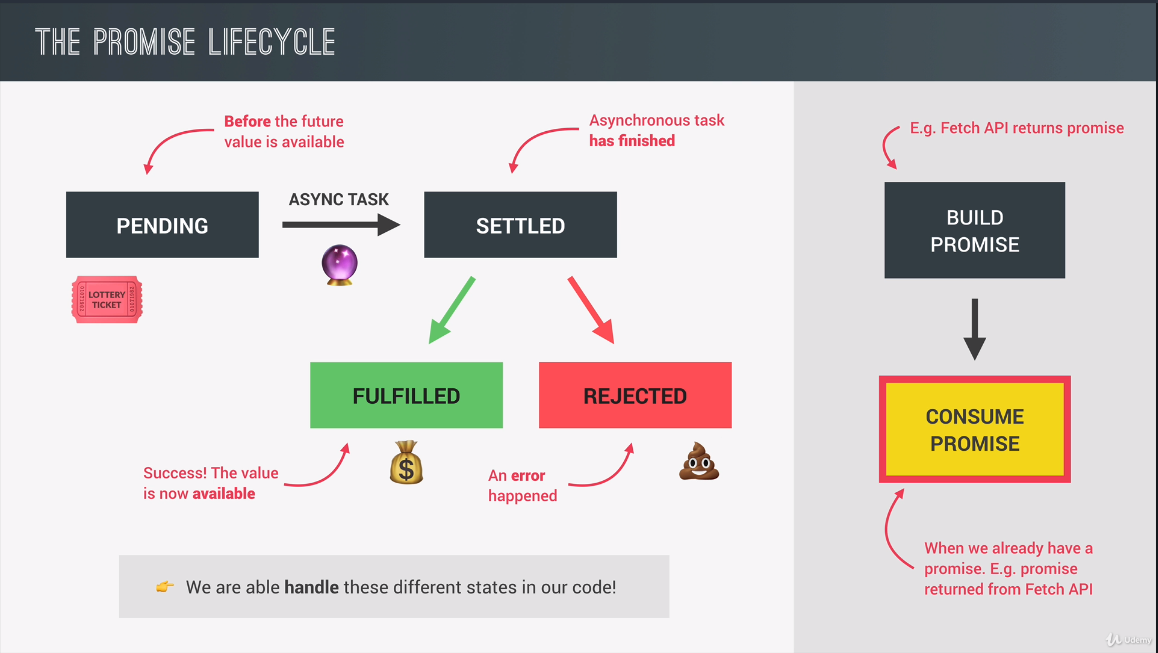 THE PROMISE LIFECYCLE
Before the future
value is available
Asynchronous task
has finished
E.g. Fetch API returns promise
PENDING
ASYNC TASK
SETTLED
BUILD
PROMISE
LOTTERY
TICKET
FULFILLED
REJECTED
CONSUME
PROMISE
$
Success! The value
is now available
An error
happened
When we already have a
promise. E.g. promise
returned from Fetch API
👉 We are able handle these different states in our code!
Udemy